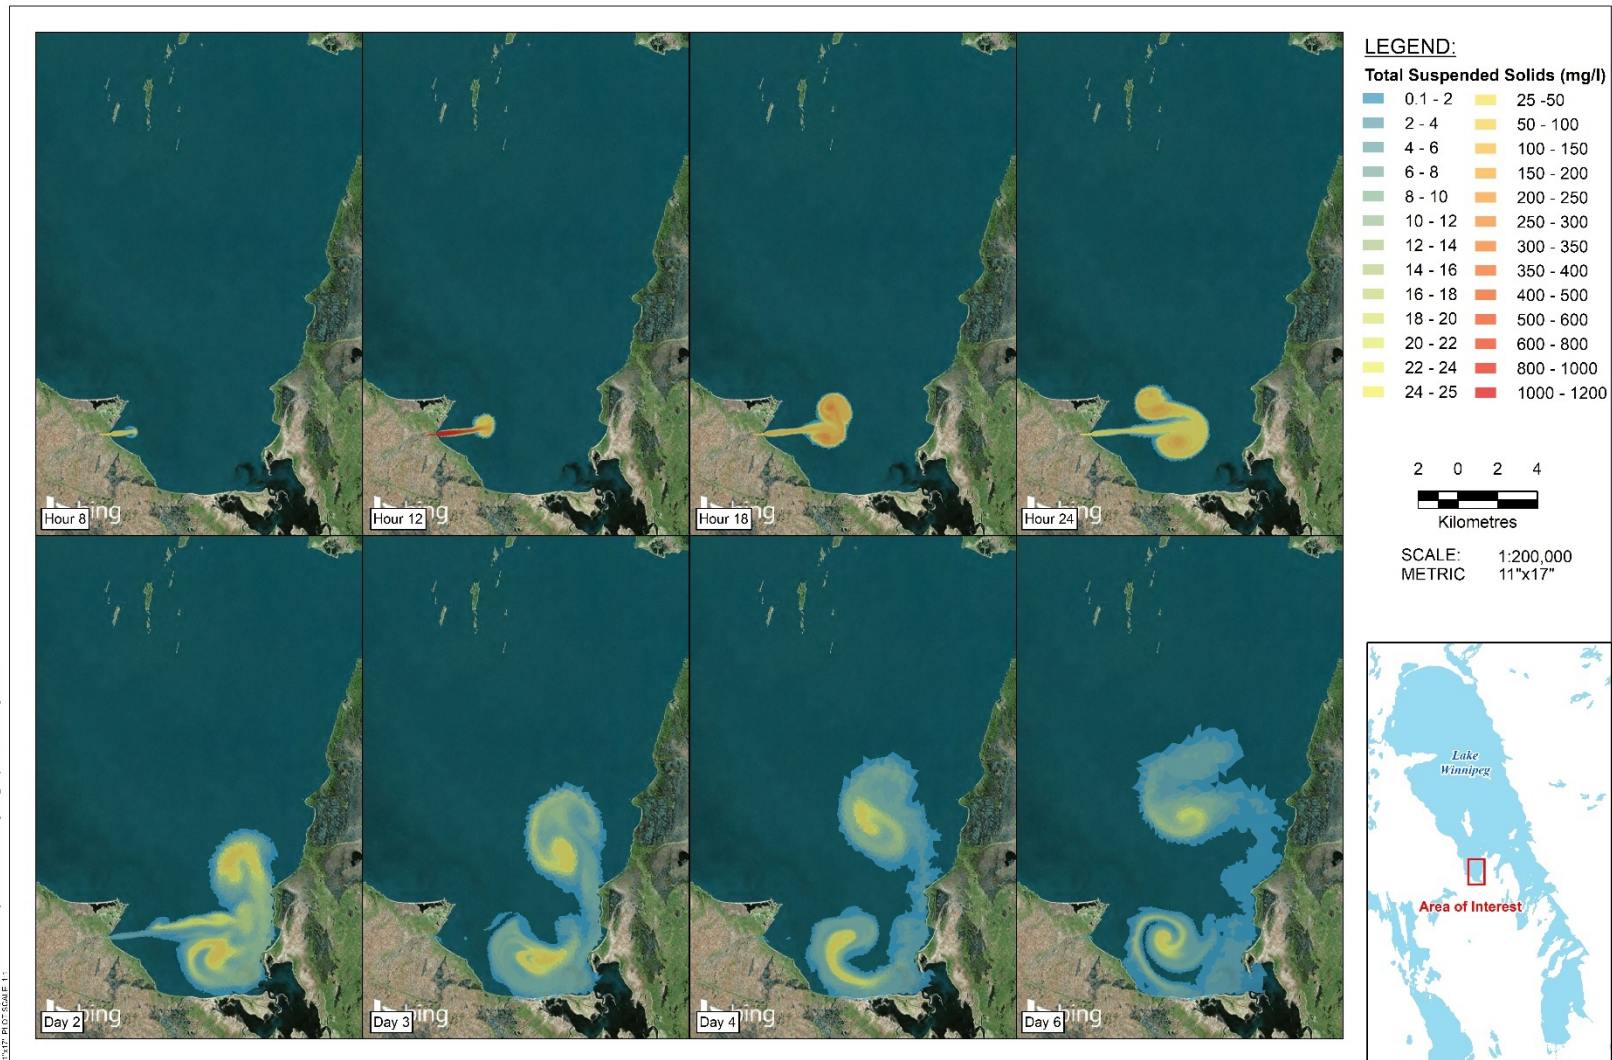 LEGEND:
Total Suspended Solids (mg/l)
0.1 - 2
2 - 4
4 - 6
6 - 8
8 - 10
10 - 12
12 - 14
14 - 16
16 - 18
18 - 20
20 - 22
22 - 24
24 - 25
25 -50
50 - 100
100 - 150
150 - 200
200 - 250
250 - 300
300 - 350
350 - 400
400 - 500
500 - 600
600 - 800
800 - 1000
1000 - 1200
Hour 8
Hour 12
Hour 18
Hour 24
2 0 2 4
Kilometres
SCALE: 1:200,000
METRIC 11"x17"
Day 2
Day 3
Day 4
Day 6
Lake
Winnipeg
Area of Interest